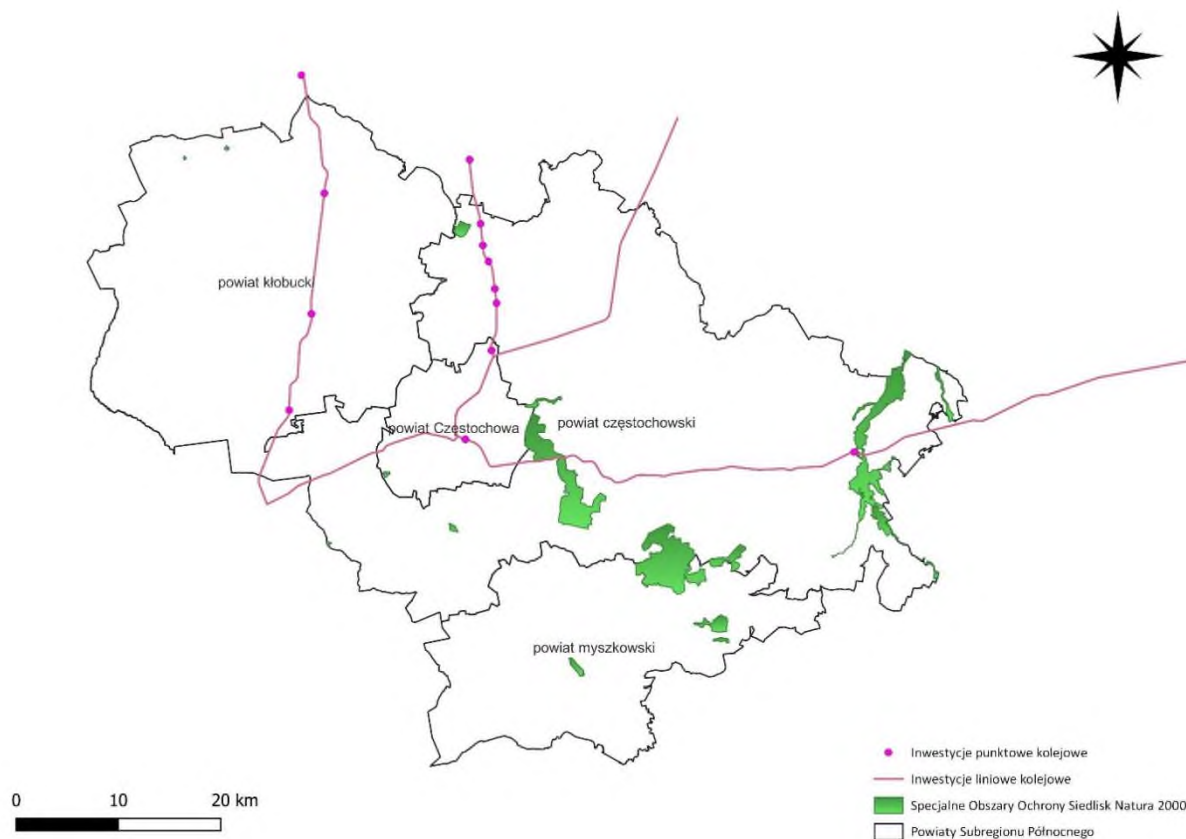 powiat kłobucki
powiat Częstochowa
powiat częstochowski
powiat myszkowski
Inwestycje punktowe kolejowe
Inwestycje liniowe kolejowe
Specjalne Obszary Ochrony Siedlisk Natura 2000
Powiaty Subregionu Północnego
0 10 20 km